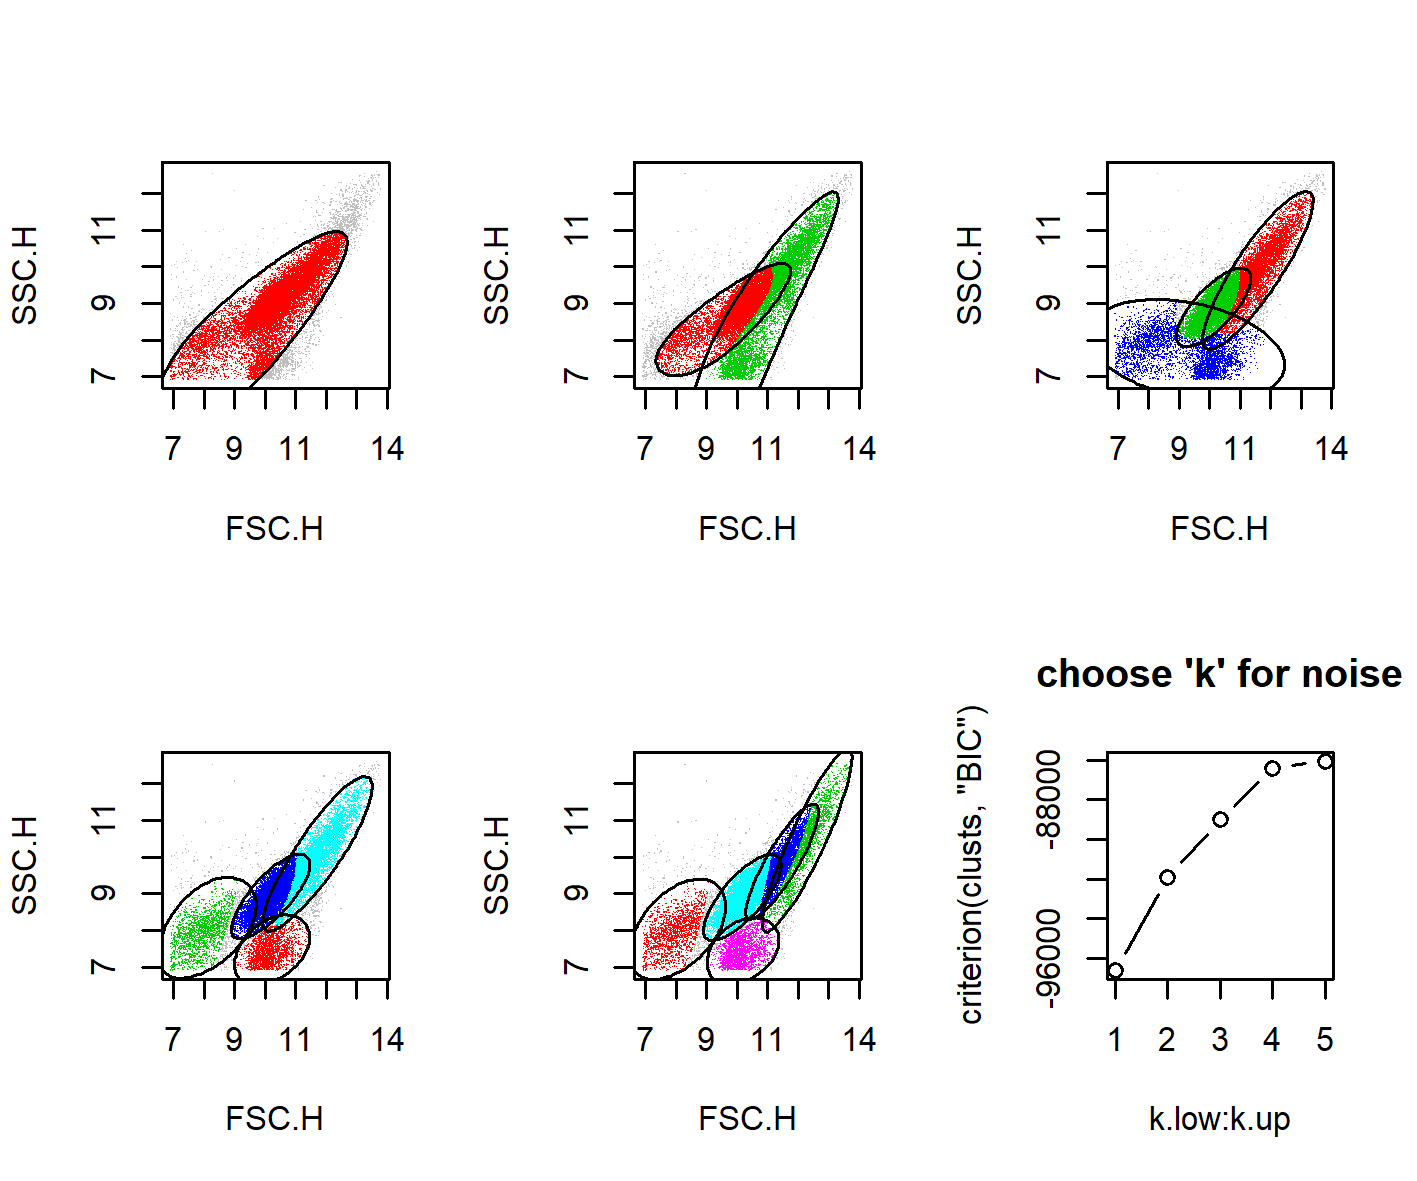 SSC.H
7 9 11
7 9 11 14
FSC.H
SSC.H
7 9 11
7 9 11 14
FSC.H
SSC.H
7 9 11
7 9 11 14
FSC.H
SSC.H
7 9 11
7 9 11 14
FSC.H
SSC.H
7 9 11
7 9 11 14
FSC.H
choose 'k' for noise
criterion(clusts, "BIC")
-96000 -88000
1 2 3 4 5
k.low:k.up